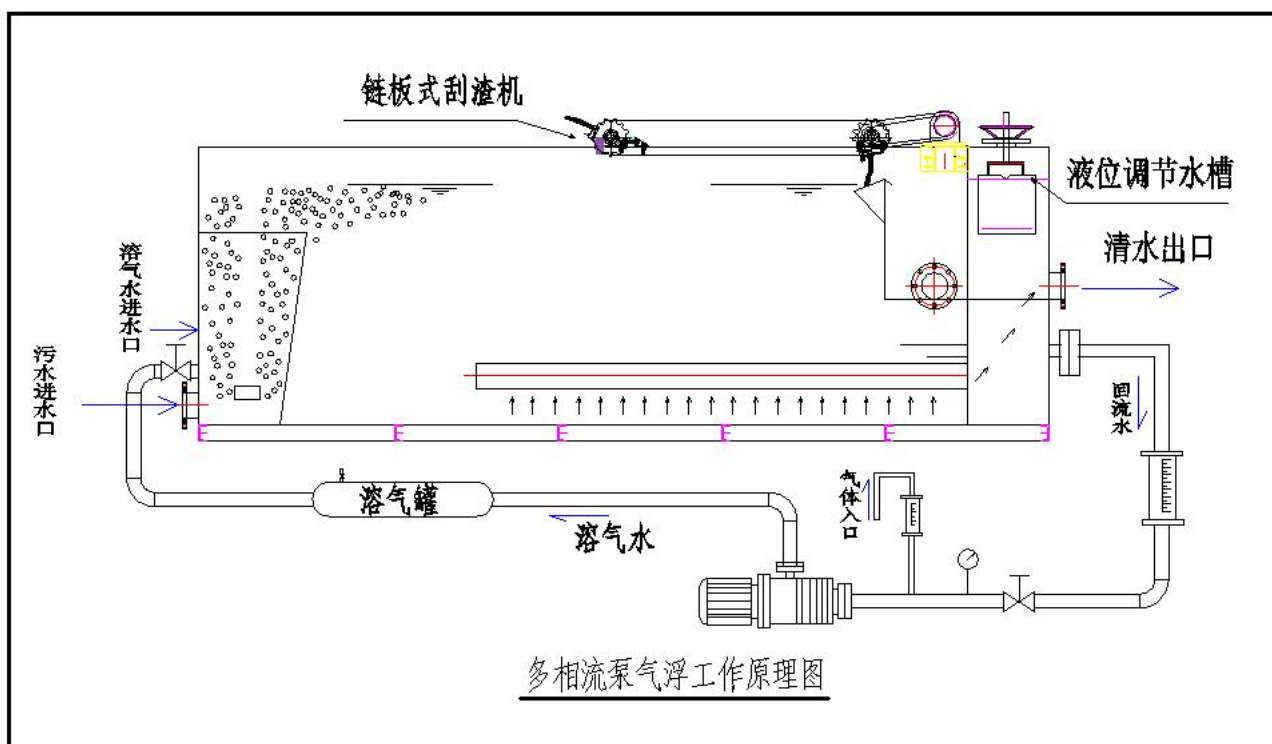 链板式刮渣机
液位调节水槽
清水出口
溶气水进水口
污水进水口
回流水
气体入口
溶气罐
溶气水
多相流泵气浮工作原理图